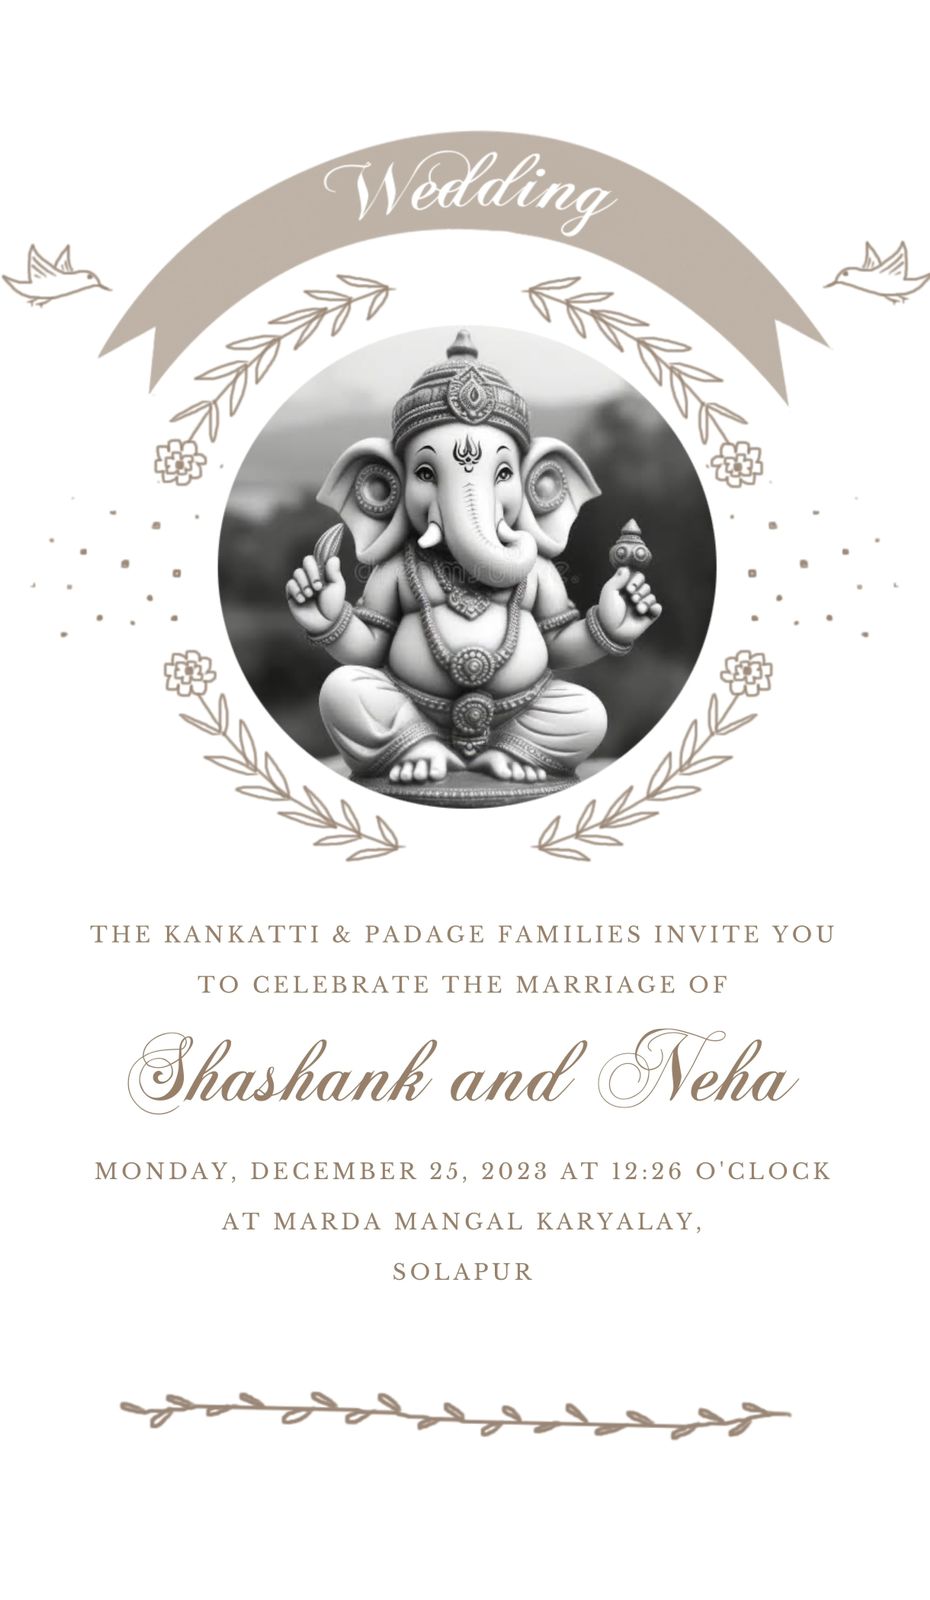 Wedding
dreamstime.
THE KANKATTI & PADAGE FAMILIES INVITE YOU
TO CELEBRATE THE MARRIAGE OF
Shashank and Neha
MONDAY, DECEMBER 25, 2023 AT 12:26 O'CLOCK
AT MARDA MANGAL KARYALAY,
SOLAPUR